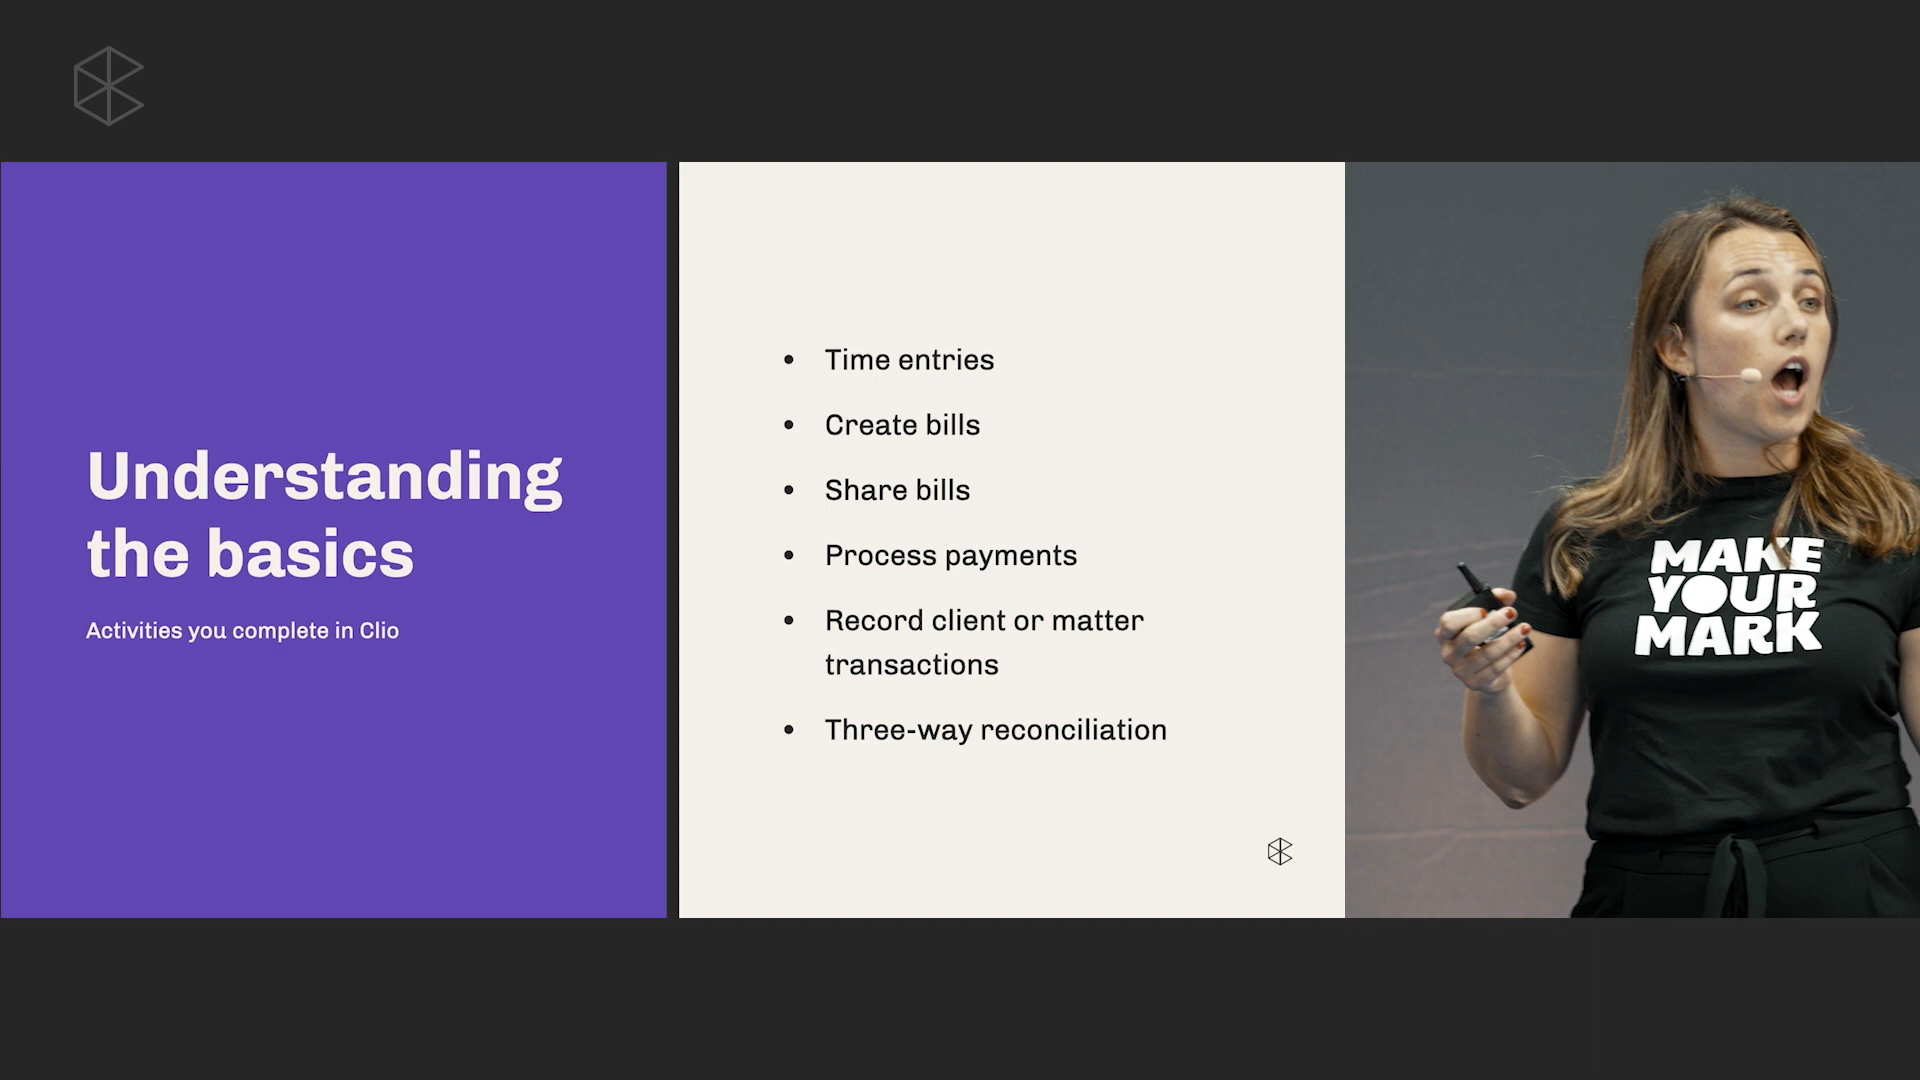 Understanding
the basics
Activities you complete in Clio
• Time entries
• Create bills
• Share bills
• Process payments
• Record client or matter
transactions
• Three-way reconciliation
MAKE
YOUR
MARK